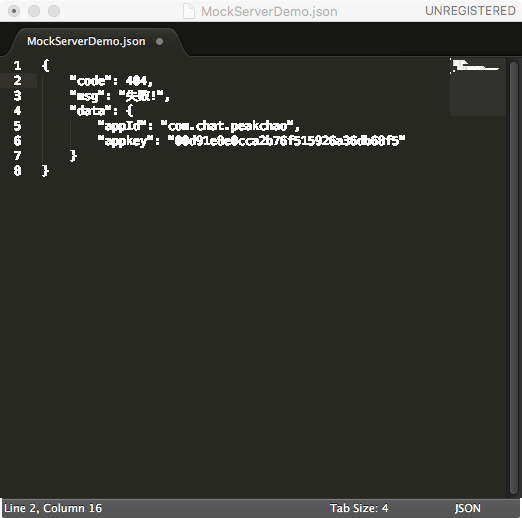 MockServerDemo.json
UNREGISTERED
MockServerDemo.json
1 {
2 "code": 404,
3 "msg": "失败!",
4 "data": {
5 "appId": "com.chat.peakchao",
6 "appkey": "00d91e8e0cca2b76f515926a36db68f5"
7 }
8 }
Line 2, Column 16
Tab Size: 4
JSON